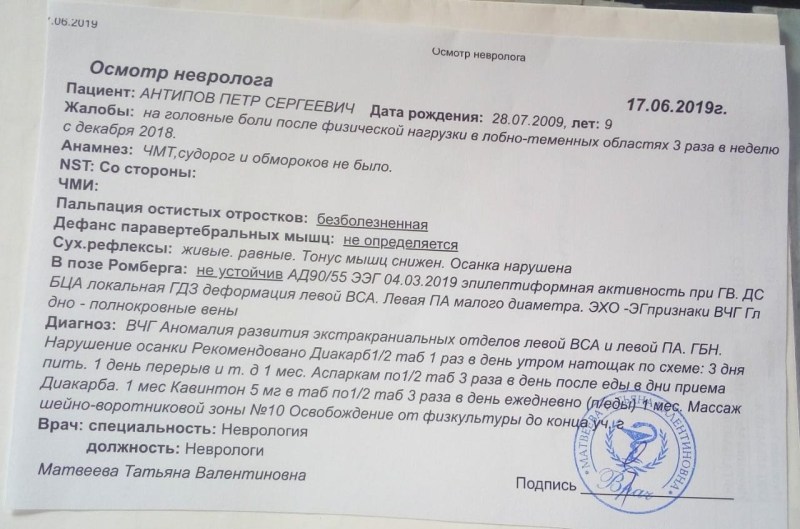 .06.2019
Осмотр невролога
Осмотр невролога
17.06.2019г.
Пациент: АНТИПОВ ПЕТР СЕРГЕЕВИЧ Дата рождения: 28.07.2009, лет: 9
Жалобы: на головные боли после физической нагрузки в лобно-теменных областях 3 раза в неделю
с декабря 2018.
Анамнез: ЧМТ,судорог и обмороков не было.
NST: Со стороны:
ЧМИ:
Пальпация остистых отростков: безболезненная
Дефанс паравертебральных мышц: не определяется
Сух.рефлексы: живые. равные. Тонус мышц снижен. Осанка нарушена
В позе Ромберга: не устойчив АД90/55 ЭЭГ 04.03.2019 эпилептиформная активность при ГВ. ДС
БЦА локальная ГДЗ деформация левой ВСА. Левая ПА малого диаметра. ЭХО -ЭГпризнаки ВЧГ Гл
дно - полнокровные вены
Диагноз: ВЧГ Аномалия развития экстракраниальных отделов левой ВСА и левой ПА. ГБН.
Нарушение осанки Рекомендовано Диакарб1/2 таб 1 раз в день утром натощак по схеме: 3 дня
пить. 1 день перерыв и т. д 1 мес. Аспаркам по1/2 таб 3 раза в день после еды в дни приема
Диакарба. 1 мес Кавинтон 5 мг в таб по1/2 таб 3 раза в день ежедневно (п/еды) 1 мес. Массаж
шейно-воротниковой зоны №10 Освобождение от физкультуры до конца уч. г
Врач: специальность: Неврология
должность: Неврологи
Матвеева Татьяна Валентиновна
Подпись
МАТВЕЕВА ТАТЬЯНА ВАЛЕНТИНОВНА
Врач